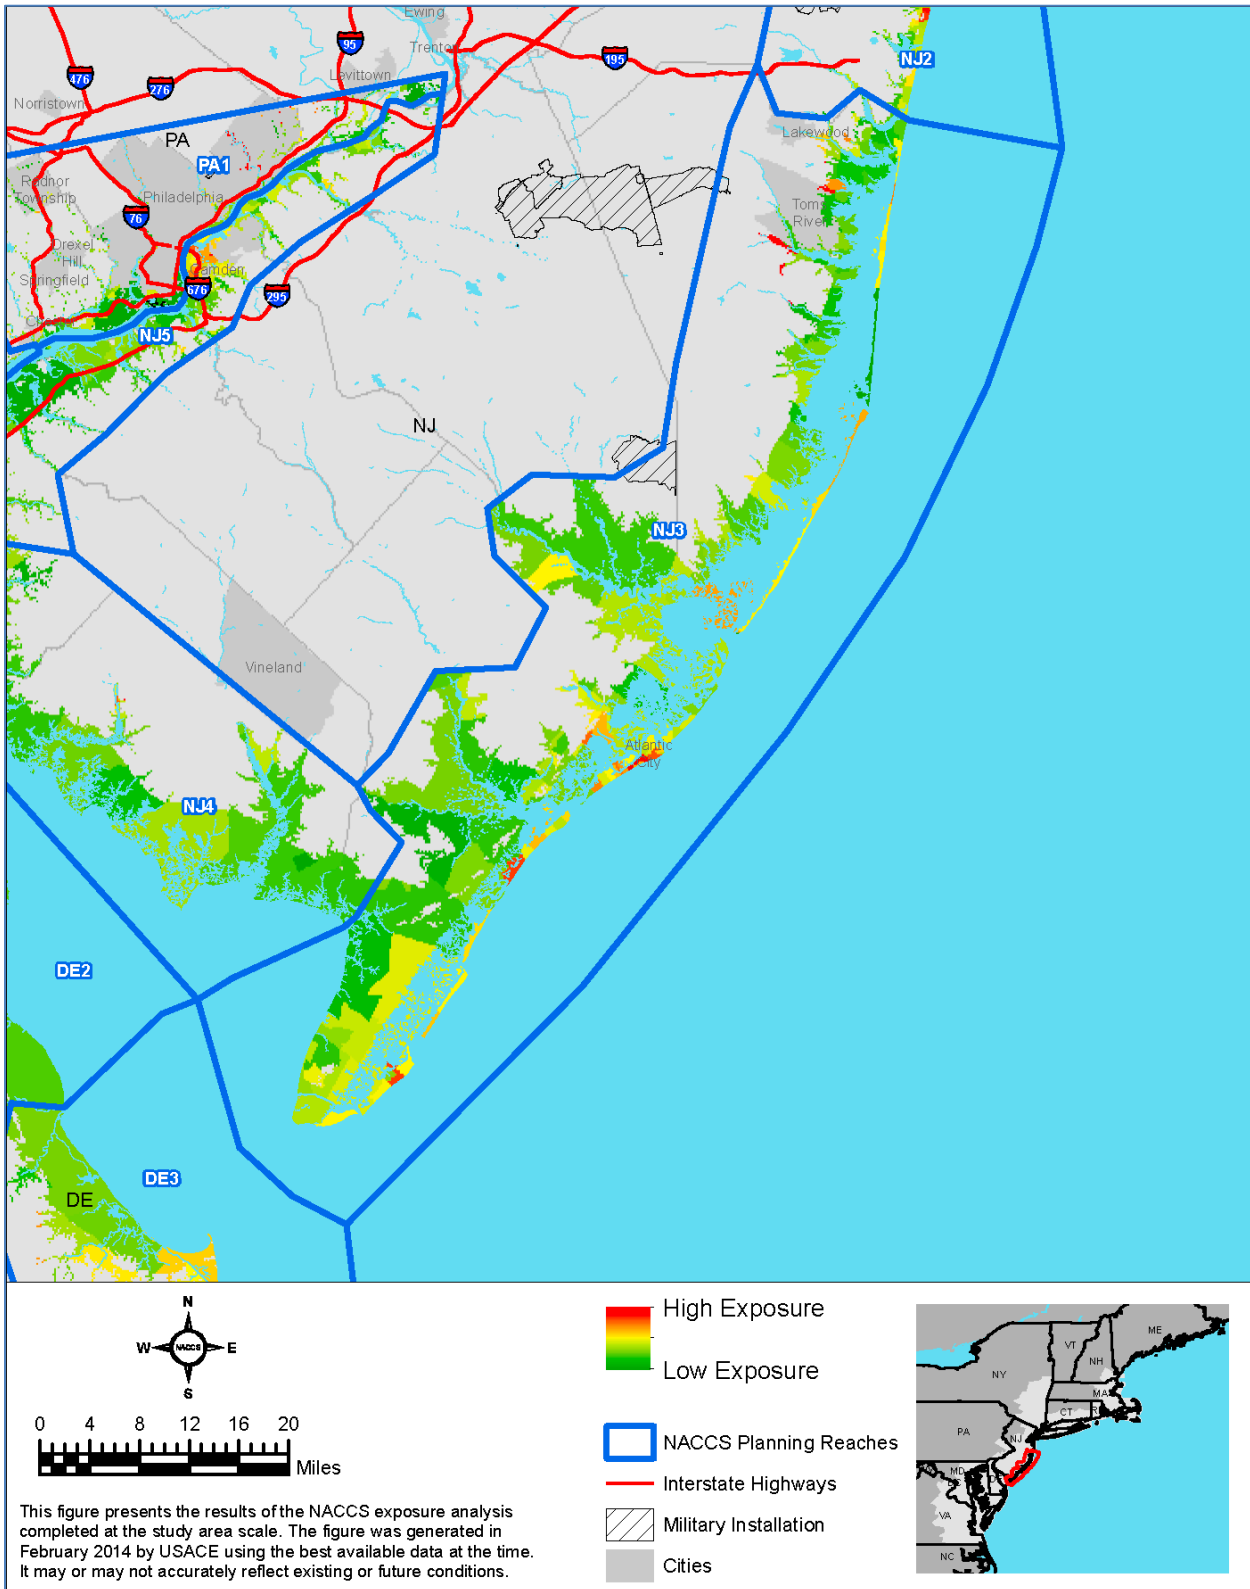 Ewing
Trenton
95
195
NJ2
476
276
Levittown
Norristown
PA
PA1
Lakewood
Radnor
Township
Philadelphia
76
Toms
River
Drexel
Hill
Springfield
Camden
676
295
NJ5
NJ
NJ3
Vineland
Atlantic
City
NJ4
DE2
DE3
DE
N
W
NACCS
E
S
0 4 8 12 16 20
Miles
This figure presents the results of the NACCS exposure analysis
completed at the study area scale. The figure was generated in
February 2014 by USACE using the best available data at the time.
It may or may not accurately reflect existing or future conditions.
High Exposure
Low Exposure
NACCS Planning Reaches
Interstate Highways
Military Installation
Cities
ME
VT
NH
NY
MA
CT
PA
NJ
MD
VA
NC